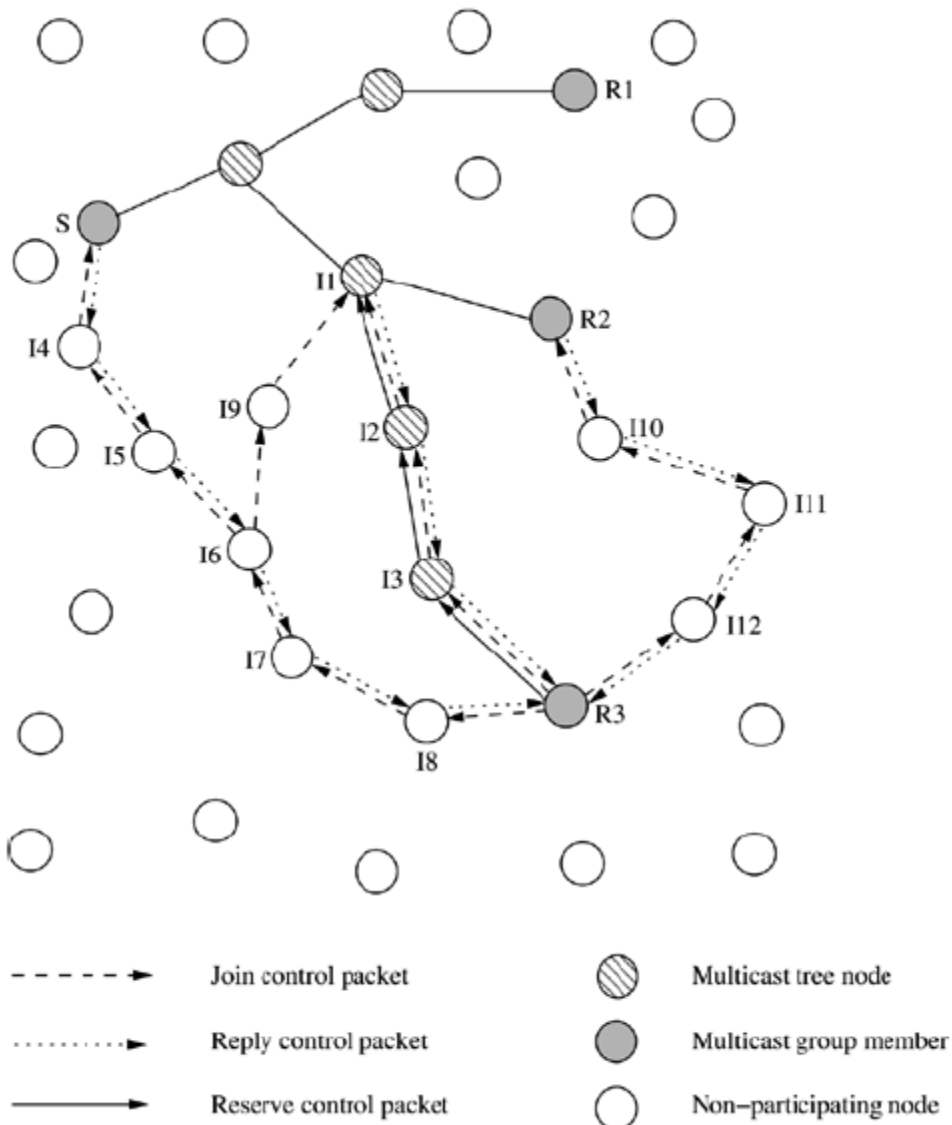 R1
S
I1
R2
I4
I9
I2
I10
I5
I11
I6
I3
I12
I7
R3
I8
Join control packet
Multicast tree node
Reply control packet
Multicast group member
Reserve control packet
Non-participating node